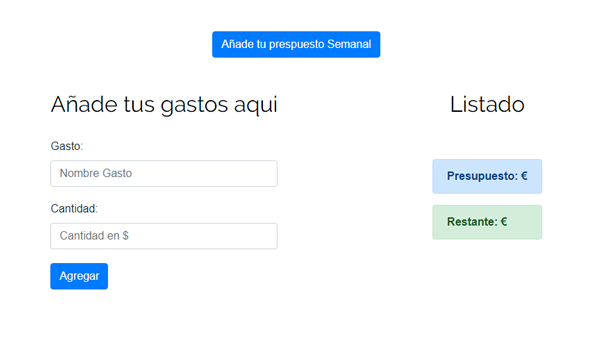 Añade tu prespuesto Semanal
Añade tus gastos aqui
Gasto:
Nombre Gasto
Cantidad:
Cantidad en $
Agregar
Listado
Presupuesto: €
Restante: €